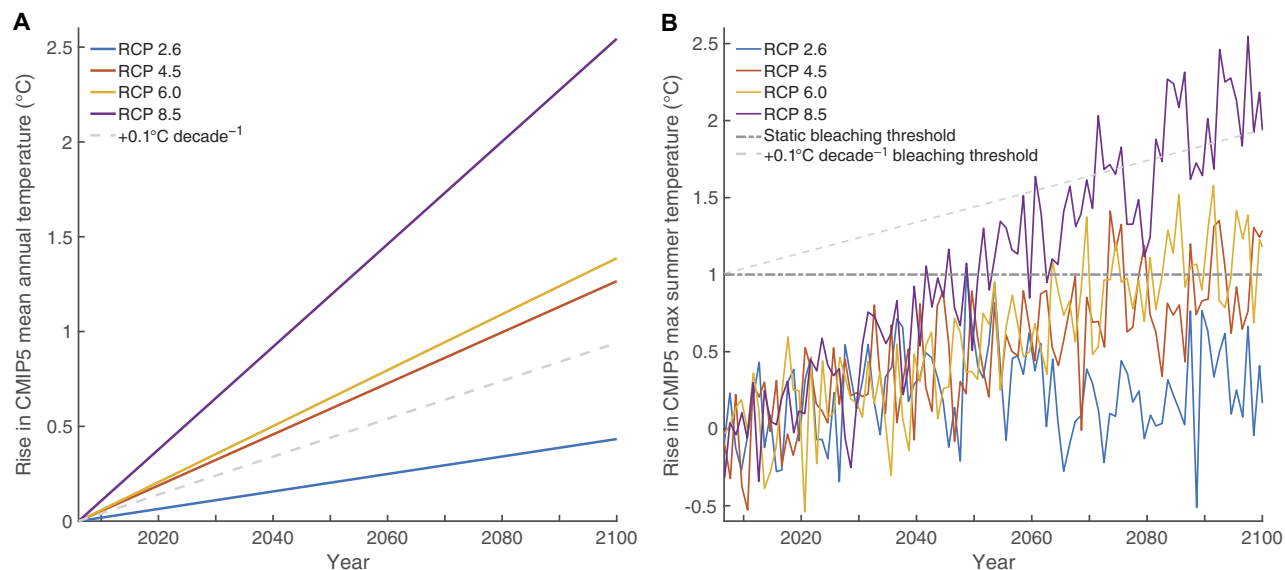 A
RCP 2.6
RCP 4.5
RCP 6.0
RCP 8.5
+0.1°C decade⁻¹
Rise in CMIP5 mean annual temperature (°C)
2.5
2
1.5
1
0.5
0
2020
2040
2060
2080
2100
Year
B
RCP 2.6
RCP 4.5
RCP 6.0
RCP 8.5
Static bleaching threshold
+0.1°C decade⁻¹ bleaching threshold
Rise in CMIP5 max summer temperature (°C)
2.5
2
1.5
1
0.5
0
-0.5
2020
2040
2060
2080
2100
Year